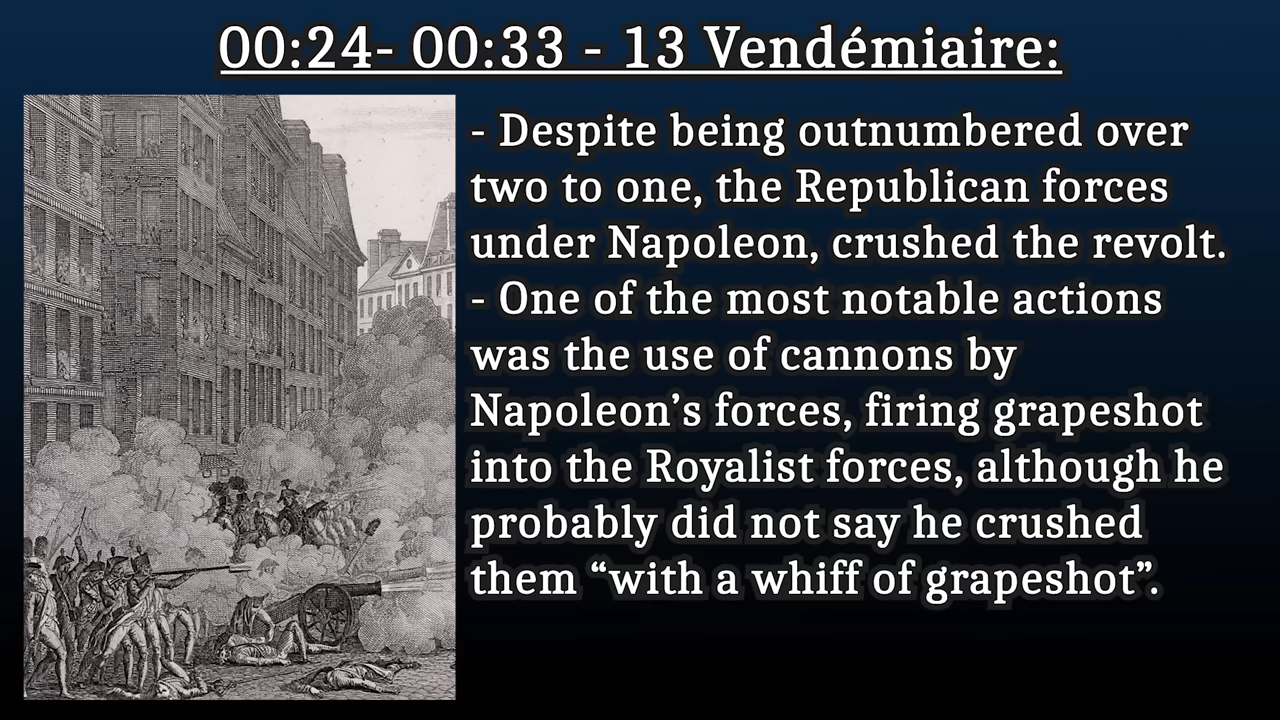 00:24- 00:33 - 13 Vendémiaire:
- Despite being outnumbered over
two to one, the Republican forces
under Napoleon, crushed the revolt.
- One of the most notable actions
was the use of cannons by
Napoleon’s forces, firing grapeshot
into the Royalist forces, although he
probably did not say he crushed
them “with a whiff of grapeshot”.